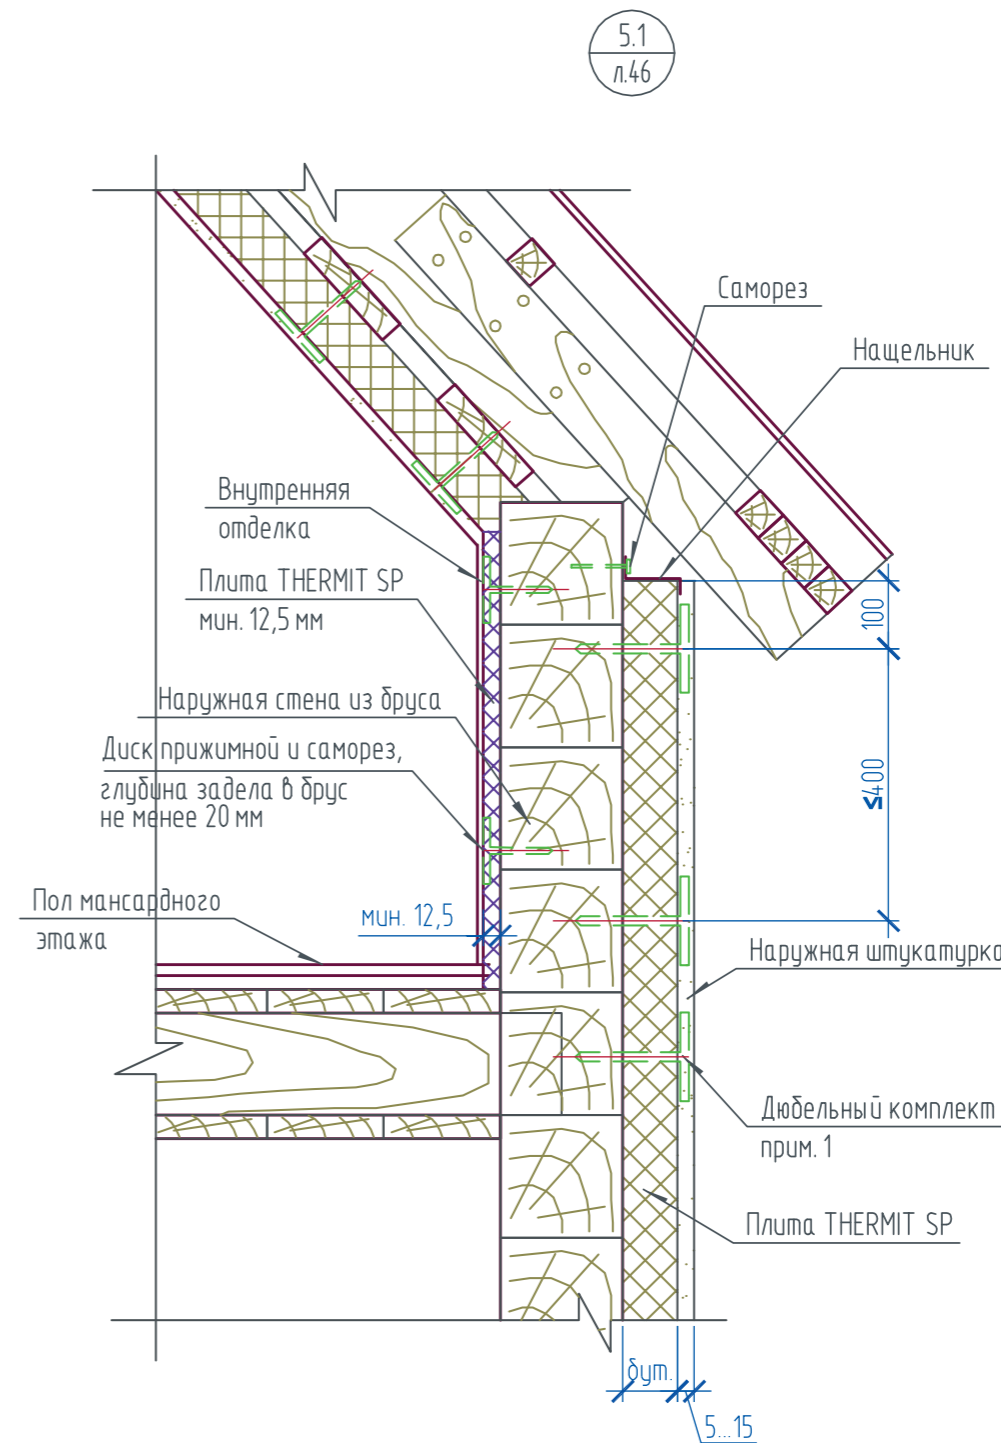 5.1
л.46
Саморез
Нащельник
Внутренняя
отделка
Плита THERMIT SP
мин. 12,5 мм
100
Наружная стена из бруса
Диск прижимной и саморез,
глубина задела в брус
не менее 20 мм
≤400
Пол мансардного
этажа
мин. 12,5
Наружная штукатурка
Дюбельный комплект
прим. 1
Плита THERMIT SP
δут.
5...15